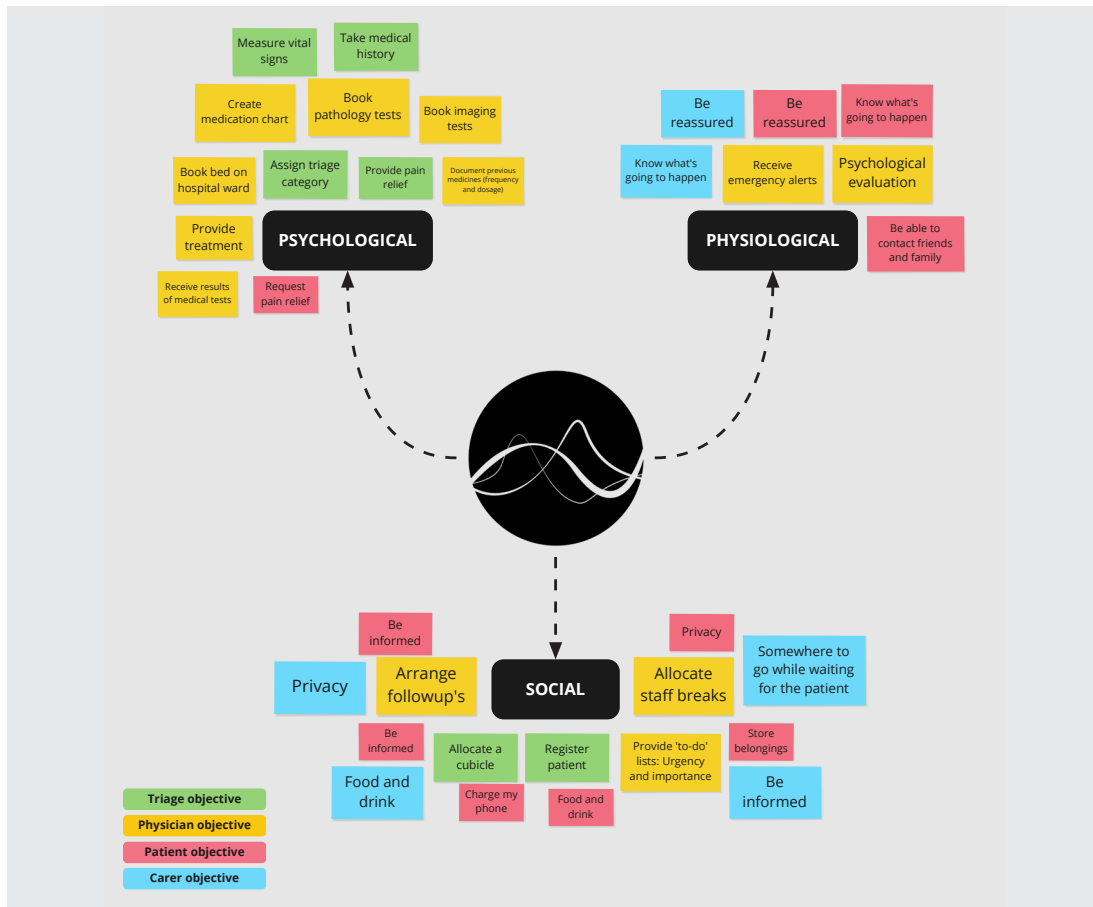 Measure vital
signs
Take medical
history
Create
medication chart
Book
pathology tests
Book imaging
tests
Book bed on
hospital ward
Assign triage
category
Provide pain
relief
Document previous
medicines (frequency
and dosage)
Provide
treatment
PSYCHOLOGICAL
Receive results
of medical tests
Request
pain relief
Be
reassured
Be
reassured
Know what's
going to happen
Know what's
going to happen
Receive
emergency alerts
Psychological
evaluation
PHYSIOLOGICAL
Be able to
contact friends
and family
Be
informed
Privacy
Arrange
followup's
SOCIAL
Privacy
Allocate
staff breaks
Somewhere to
go while waiting
for the patient
Be
informed
Allocate a
cubicle
Register
patient
Provide 'to-do'
lists: Urgency
and importance
Store
belongings
Food and
drink
Charge my
phone
Food and
drink
Be
informed
Triage objective
Physician objective
Patient objective
Carer objective